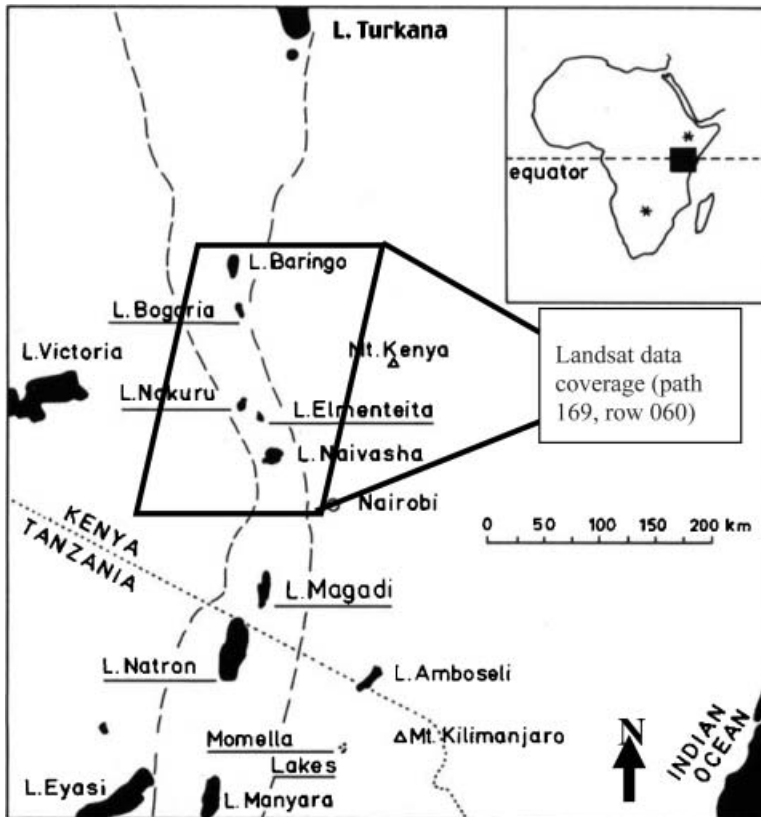 L. Turkana
equator
L. Baringo
L. Bogoria
Mt. Kenya
L. Victoria
L. Nakuru
L. Elmenteita
L. Naivasha
Nairobi
Landsat data
coverage (path
169, row 060)
0 50 100 150 200 km
KENYA
TANZANIA
L. Magadi
L. Natron
L. Amboseli
Momella
Lakes
Mt. Kilimanjaro
N
INDIAN
OCEAN
L. Eyasi
L. Manyara